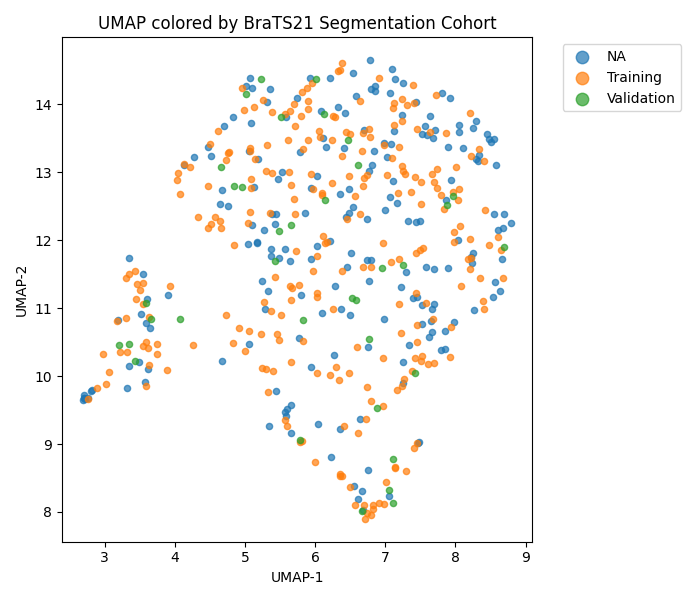 UMAP colored by BraTS21 Segmentation Cohort
NA
Training
Validation
UMAP-2
14
13
12
11
10
9
8
3 4 5 6 7 8 9
UMAP-1